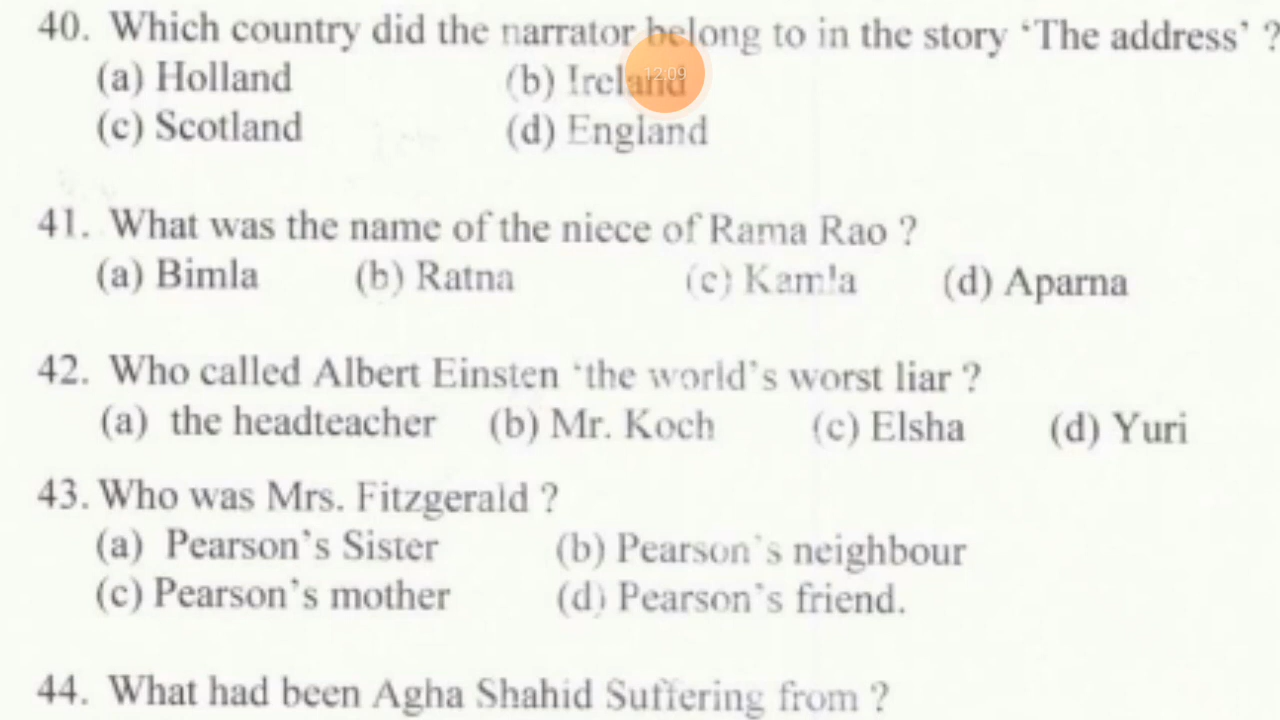 40. Which country did the narrator belong to in the story ‘The address’ ?
(a) Holland (b) Ireland
12:09
(c) Scotland (d) England
41. What was the name of the niece of Rama Rao ?
(a) Bimla (b) Ratna (c) Kamla (d) Aparna
42. Who called Albert Einsten ‘the world’s worst liar ?
(a) the headteacher (b) Mr. Koch (c) Elsha (d) Yuri
43. Who was Mrs. Fitzgerald ?
(a) Pearson’s Sister (b) Pearson’s neighbour
(c) Pearson’s mother (d) Pearson’s friend.
44. What had been Agha Shahid Suffering from ?